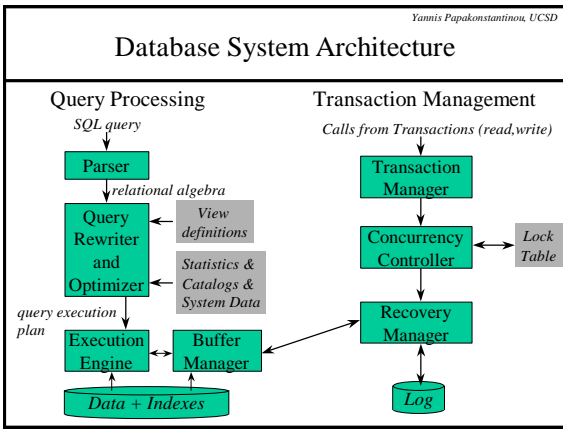 Yannis Papakonstantinou, UCSD
Database System Architecture
Query Processing
SQL query
Parser
relational algebra
Query
Rewriter
and
Optimizer
View
definitions
Statistics &
Catalogs &
System Data
query execution
plan
Execution
Engine
Buffer
Manager
Data + Indexes
Transaction Management
Calls from Transactions (read,write)
Transaction
Manager
Concurrency
Controller
Lock
Table
Recovery
Manager
Log